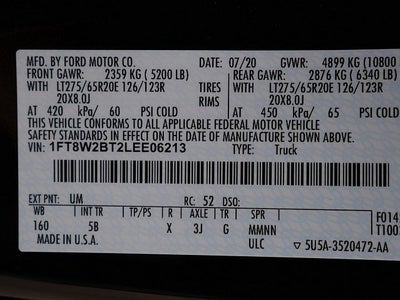 MFD. BY FORD MOTOR CO. 07/20 GVWR: 4899 KG (10800
FRONT GAWR: 2359 KG ( 5200 LB) REAR GAWR: 2876 KG ( 6340 LB)
WITH LT275/65R20E 126/123R TIRES WITH LT275/65R20E 126/123R
20X8.0J RIMS 20X8.0J
AT 420 kPa/ 60 PSI COLD AT 450 kPa/ 65 PSI COLD
THIS VEHICLE CONFORMS TO ALL APPLICABLE FEDERAL MOTOR VEHICLE
SAFETY STANDARDS IN EFFECT ON THE DATE OF MANUFACTURE SHOWN ABOVE.
VIN: 1FT8W2BT2LEE06213 TYPE: Truck
EXT PNT: UM RC: 52 DSO:
WB BRK INT TR TP/PS R AXLE TR SPR F014
160 5B X 3J G MMNN T100
MADE IN U.S.A. ULC ▽ 5U5A-3520472-AA